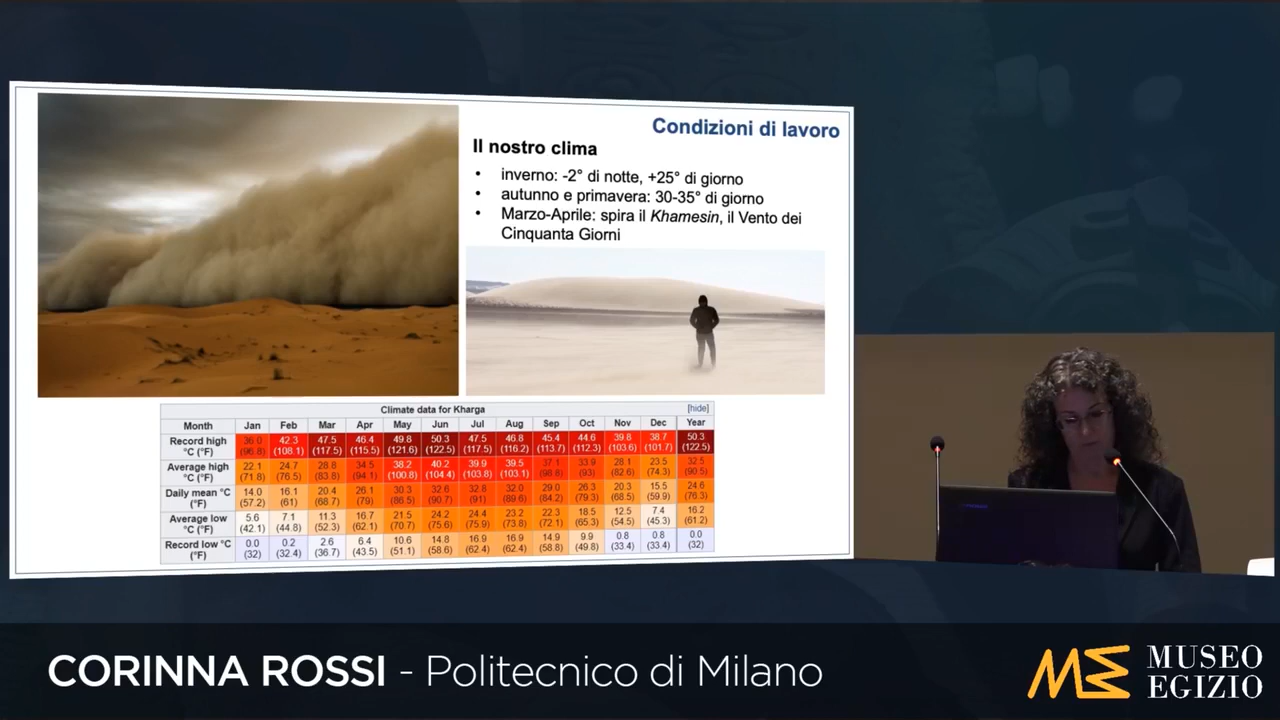 Condizioni di lavoro
Il nostro clima
• inverno: -2° di notte, +25° di giorno
• autunno e primavera: 30-35° di giorno
• Marzo-Aprile: spira il Khamesin, il Vento dei
Cinquanta Giorni
Climate data for Kharga [hide]
Month Jan Feb Mar Apr May Jun Jul Aug Sep Oct Nov Dec Year
Record high 36.0 42.3 47.5 46.4 49.8 50.3 47.5 46.8 45.4 44.6 39.8 38.7 50.3
°C (°F) (96.8) (108.1) (117.5) (115.5) (121.6) (122.5) (117.5) (116.2) (113.7) (112.3) (103.6) (101.7) (122.5)
Average high 22.1 24.7 28.8 34.5 38.2 40.2 39.9 39.5 37.1 33.9 28.1 23.5 32.5
°C (°F) (71.8) (76.5) (83.8) (94.1) (100.8) (104.4) (103.8) (103.1) (98.8) (93) (82.6) (74.3) (90.5)
Daily mean °C 14.0 16.1 20.4 26.1 30.3 32.6 32.8 32.0 29.0 26.3 20.3 15.5 24.6
(°F) (57.2) (61) (68.7) (79) (86.5) (90.7) (91) (89.6) (84.2) (79.3) (68.5) (59.9) (76.3)
Average low 5.6 7.1 11.3 16.7 21.5 24.2 24.4 23.2 22.3 18.5 12.5 7.4 16.2
°C (°F) (42.1) (44.8) (52.3) (62.1) (70.7) (75.6) (75.9) (73.8) (72.1) (65.3) (54.5) (45.3) (61.2)
Record low °C 0.0 0.2 2.6 6.4 10.6 14.8 16.9 16.9 14.9 9.9 0.8 0.8 0.0
(°F) (32) (32.4) (36.7) (43.5) (51.1) (58.6) (62.4) (62.4) (58.8) (49.8) (33.4) (33.4) (32)
CORINNA ROSSI - Politecnico di Milano
ME MUSEO
EGIZIO